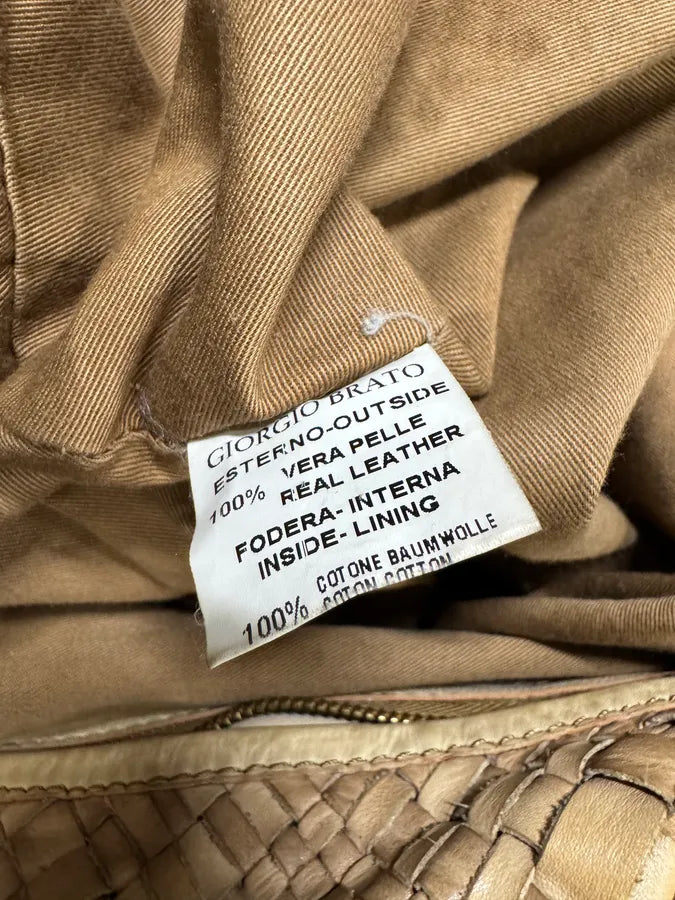 GIORGIO BRATO
ESTERNO-OUTSIDE
100% VERA PELLE
REAL LEATHER
FODERA-INTERNA
INSIDE-LINING
100% COTONE BAUMWOLLE
COTON COTTON